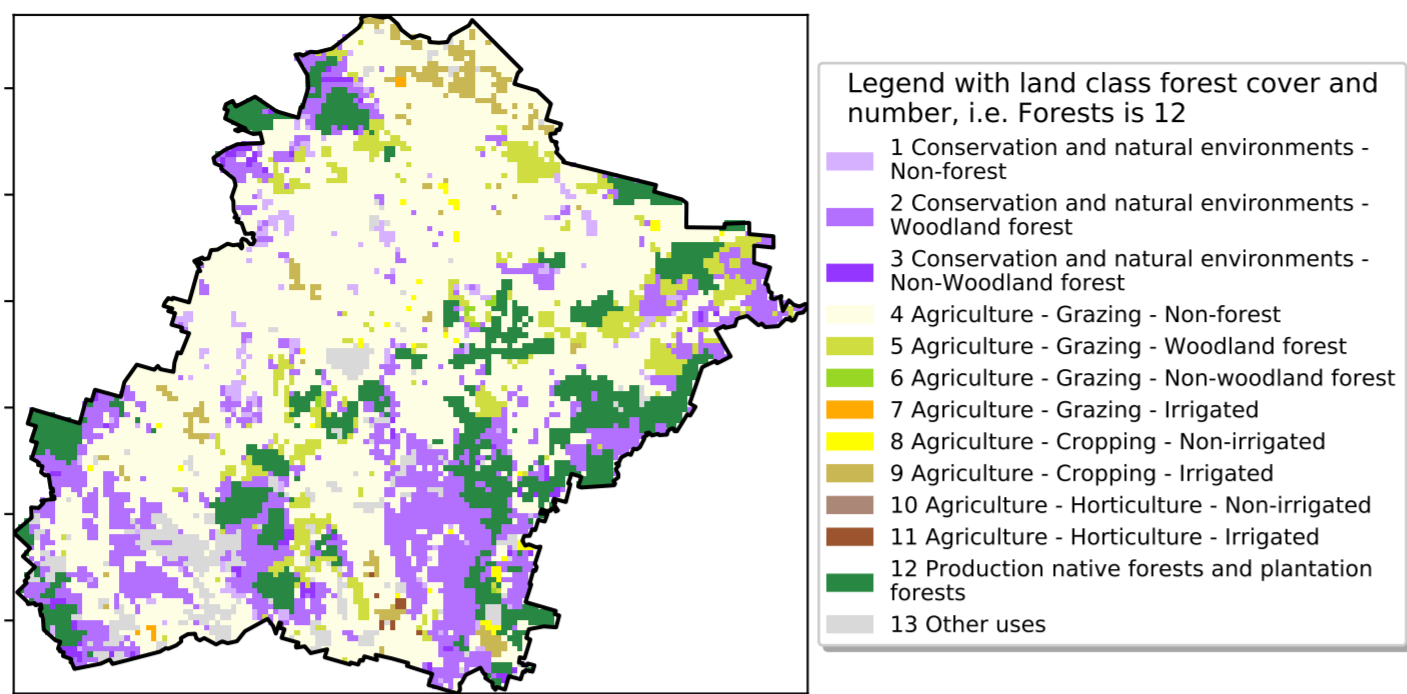 Legend with land class forest cover and
number, i.e. Forests is 12
1 Conservation and natural environments -
Non-forest
2 Conservation and natural environments -
Woodland forest
3 Conservation and natural environments -
Non-Woodland forest
4 Agriculture - Grazing - Non-forest
5 Agriculture - Grazing - Woodland forest
6 Agriculture - Grazing - Non-woodland forest
7 Agriculture - Grazing - Irrigated
8 Agriculture - Cropping - Non-irrigated
9 Agriculture - Cropping - Irrigated
10 Agriculture - Horticulture - Non-irrigated
11 Agriculture - Horticulture - Irrigated
12 Production native forests and plantation
forests
13 Other uses